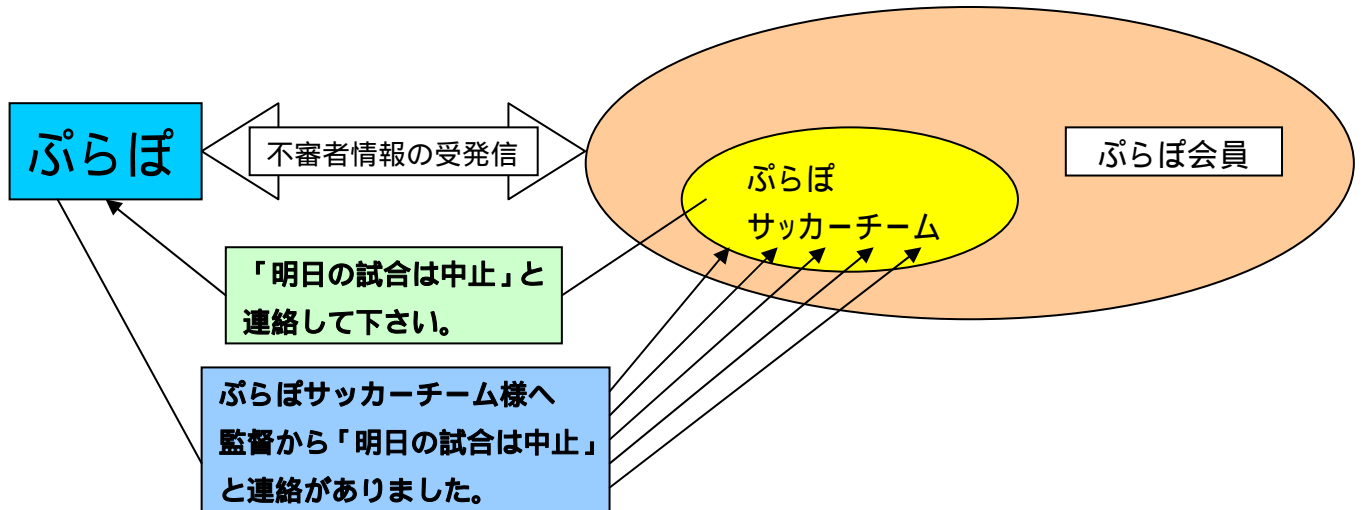 ぷらぽ
不審者情報の受発信
ぷらぽ会員
ぷらぽ
サッカーチーム
「明日の試合は中止」と
連絡して下さい。
ぷらぽサッカーチーム様へ
監督から「明日の試合は中止」
と連絡がありました。